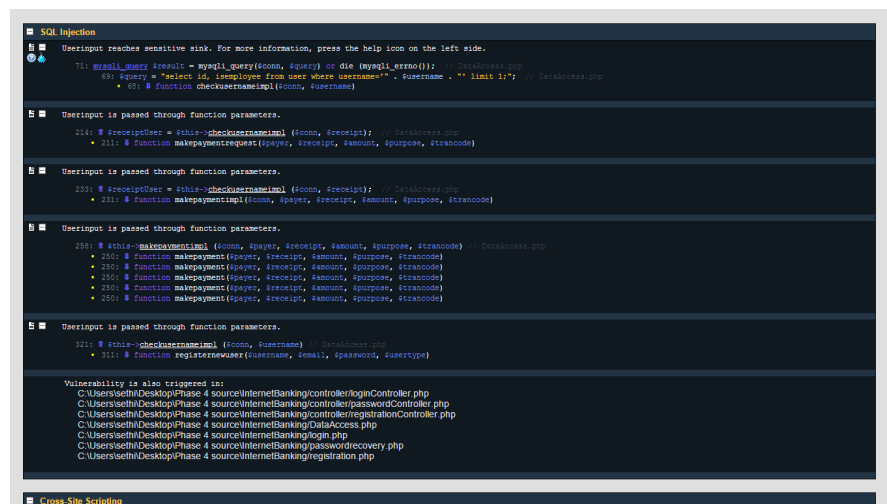 SQL Injection
Userinput reaches sensitive sink. For more information, press the help icon on the left side.
71: mysqli_query $result = mysqli_query($conn, $query) or die (mysqli_errno()); // DataAccess.php
69: $query = "select id, isemployee from user where username='" . $username . "' limit 1;"; // DataAccess.php
• 68: ⬇ function checkusernameimpl($conn, $username)
Userinput is passed through function parameters.
214: ⬆ $receiptUser = $this->checkusernameimpl ($conn, $receipt); // DataAccess.php
• 211: ⬇ function makepaymentrequest($payer, $receipt, $amount, $purpose, $trancode)
Userinput is passed through function parameters.
233: ⬆ $receiptUser = $this->checkusernameimpl ($conn, $receipt); // DataAccess.php
• 231: ⬇ function makepaymentimpl($conn, $payer, $receipt, $amount, $purpose, $trancode)
Userinput is passed through function parameters.
258: ⬆ $this->makepaymentimpl ($conn, $payer, $receipt, $amount, $purpose, $trancode) // DataAccess.php
• 250: ⬇ function makepayment($payer, $receipt, $amount, $purpose, $trancode)
• 250: ⬇ function makepayment($payer, $receipt, $amount, $purpose, $trancode)
• 250: ⬇ function makepayment($payer, $receipt, $amount, $purpose, $trancode)
• 250: ⬇ function makepayment($payer, $receipt, $amount, $purpose, $trancode)
• 250: ⬇ function makepayment($payer, $receipt, $amount, $purpose, $trancode)
Userinput is passed through function parameters.
321: ⬆ $this->checkusernameimpl ($conn, $username) // DataAccess.php
• 311: ⬇ function registernewuser($username, $email, $password, $usertype)
Vulnerability is also triggered in:
C:\Users\sethi\Desktop\Phase 4 source\InternetBanking/controller/loginController.php
C:\Users\sethi\Desktop\Phase 4 source\InternetBanking/controller/passwordController.php
C:\Users\sethi\Desktop\Phase 4 source\InternetBanking/controller/registrationController.php
C:\Users\sethi\Desktop\Phase 4 source\InternetBanking/DataAccess.php
C:\Users\sethi\Desktop\Phase 4 source\InternetBanking/login.php
C:\Users\sethi\Desktop\Phase 4 source\InternetBanking/passwordrecovery.php
C:\Users\sethi\Desktop\Phase 4 source\InternetBanking/registration.php
Cross-Site Scripting